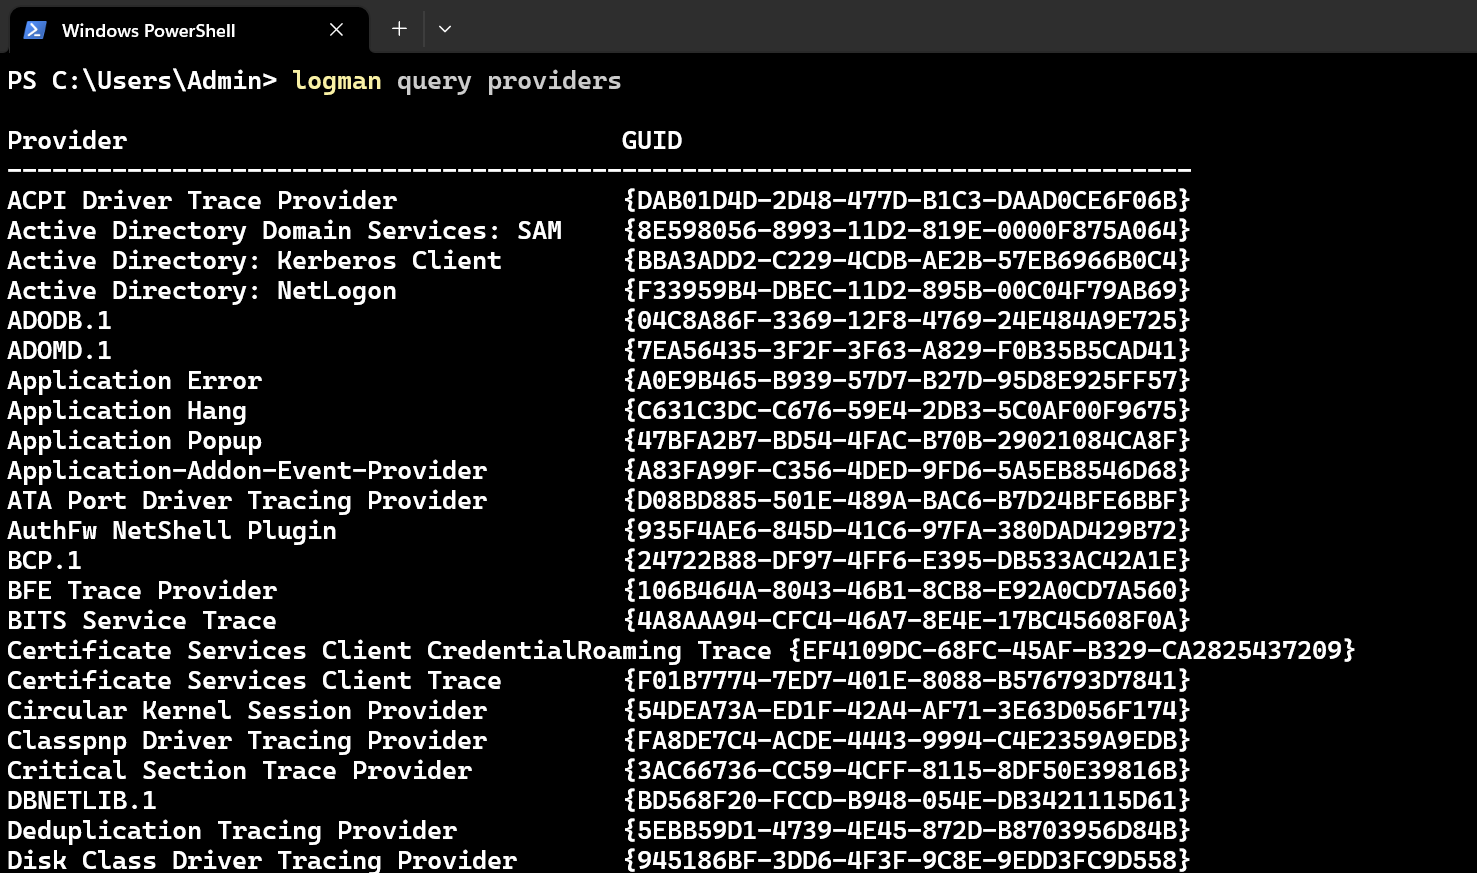 Windows PowerShell
PS C:\Users\Admin> logman query providers
Provider GUID
-------------------------------------------------------------------------------
ACPI Driver Trace Provider {DAB01D4D-2D48-477D-B1C3-DAAD0CE6F06B}
Active Directory Domain Services: SAM {8E598056-8993-11D2-819E-0000F875A064}
Active Directory: Kerberos Client {BBA3ADD2-C229-4CDB-AE2B-57EB6966B0C4}
Active Directory: NetLogon {F33959B4-DBEC-11D2-895B-00C04F79AB69}
ADODB.1 {04C8A86F-3369-12F8-4769-24E484A9E725}
ADOMD.1 {7EA56435-3F2F-3F63-A829-F0B35B5CAD41}
Application Error {A0E9B465-B939-57D7-B27D-95D8E925FF57}
Application Hang {C631C3DC-C676-59E4-2DB3-5C0AF00F9675}
Application Popup {47BFA2B7-BD54-4FAC-B70B-29021084CA8F}
Application-Addon-Event-Provider {A83FA99F-C356-4DED-9FD6-5A5EB8546D68}
ATA Port Driver Tracing Provider {D08BD885-501E-489A-BAC6-B7D24BFE6BBF}
AuthFw NetShell Plugin {935F4AE6-845D-41C6-97FA-380DAD429B72}
BCP.1 {24722B88-DF97-4FF6-E395-DB533AC42A1E}
BFE Trace Provider {106B464A-8043-46B1-8CB8-E92A0CD7A560}
BITS Service Trace {4A8AAA94-CFC4-46A7-8E4E-17BC45608F0A}
Certificate Services Client CredentialRoaming Trace {EF4109DC-68FC-45AF-B329-CA2825437209}
Certificate Services Client Trace {F01B7774-7ED7-401E-8088-B576793D7841}
Circular Kernel Session Provider {54DEA73A-ED1F-42A4-AF71-3E63D056F174}
Classpnp Driver Tracing Provider {FA8DE7C4-ACDE-4443-9994-C4E2359A9EDB}
Critical Section Trace Provider {3AC66736-CC59-4CFF-8115-8DF50E39816B}
DBNETLIB.1 {BD568F20-FCCD-B948-054E-DB3421115D61}
Deduplication Tracing Provider {5EBB59D1-4739-4E45-872D-B8703956D84B}
Disk Class Driver Tracing Provider {945186BF-3DD6-4F3F-9C8E-9EDD3FC9D558}